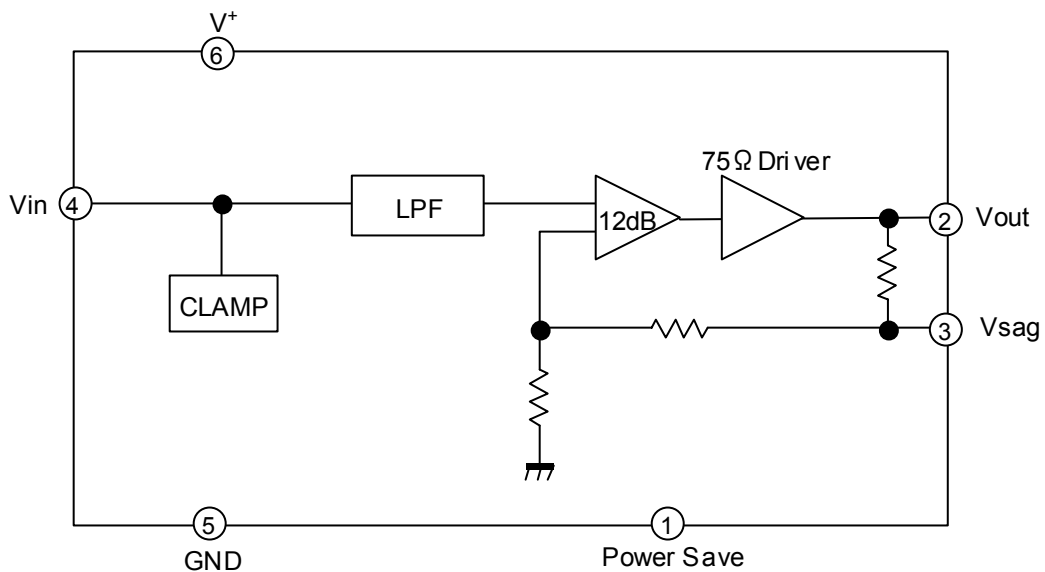 V+
6
75Ω Driver
Vin 4
LPF
12dB
2 Vout
CLAMP
3 Vsag
5
GND
1
Power Save